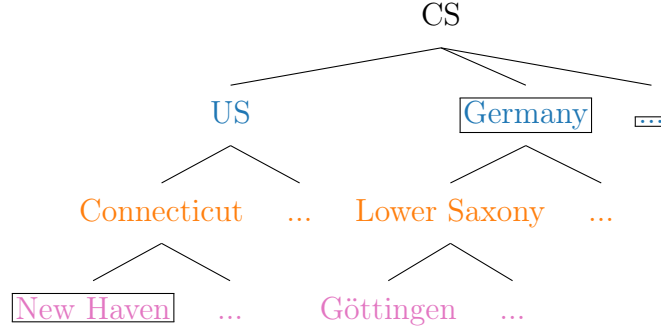 CS
US Germany ...
Connecticut ... Lower Saxony ...
New Haven ... Göttingen ...